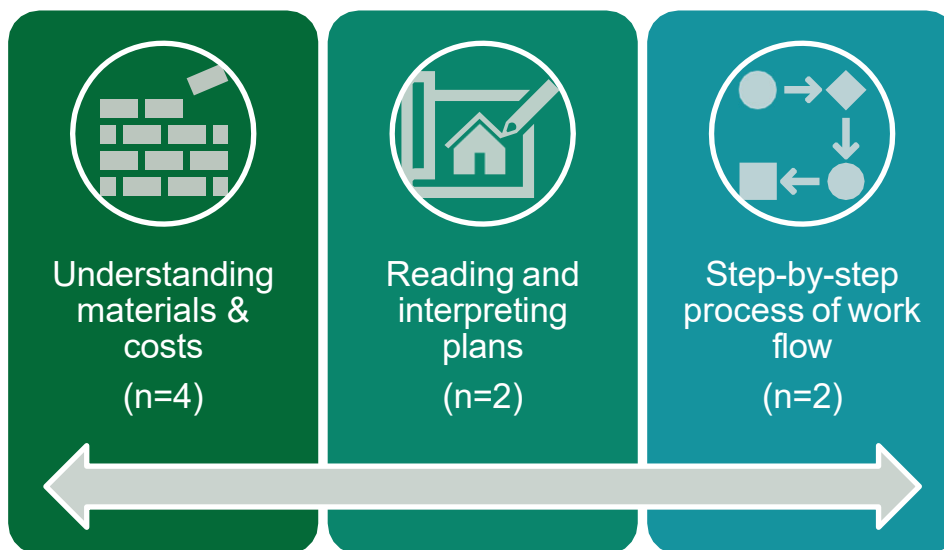 Understanding
materials &
costs
(n=4)
Reading and
interpreting
plans
(n=2)
Step-by-step
process of work
flow
(n=2)